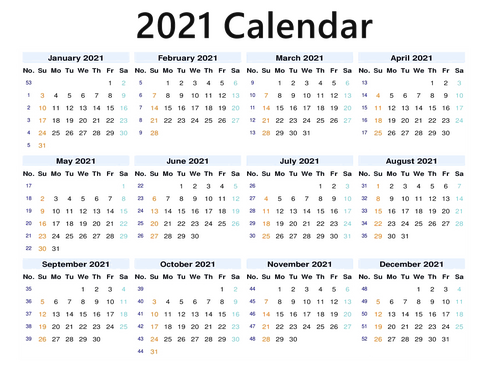 2021 Calendar
January 2021
No. Su Mo Tu We Th Fr Sa
53 1 2
1 3 4 5 6 7 8 9
2 10 11 12 13 14 15 16
3 17 18 19 20 21 22 23
4 24 25 26 27 28 29 30
5 31
February 2021
No. Su Mo Tu We Th Fr Sa
5 1 2 3 4 5 6
6 7 8 9 10 11 12 13
7 14 15 16 17 18 19 20
8 21 22 23 24 25 26 27
9 28
March 2021
No. Su Mo Tu We Th Fr Sa
9 1 2 3 4 5 6
10 7 8 9 10 11 12 13
11 14 15 16 17 18 19 20
12 21 22 23 24 25 26 27
13 28 29 30 31
April 2021
No. Su Mo Tu We Th Fr Sa
13 1 2 3
14 4 5 6 7 8 9 10
15 11 12 13 14 15 16 17
16 18 19 20 21 22 23 24
17 25 26 27 28 29 30
May 2021
No. Su Mo Tu We Th Fr Sa
17 1
18 2 3 4 5 6 7 8
19 9 10 11 12 13 14 15
20 16 17 18 19 20 21 22
21 23 24 25 26 27 28 29
22 30 31
June 2021
No. Su Mo Tu We Th Fr Sa
22 1 2 3 4 5
23 6 7 8 9 10 11 12
24 13 14 15 16 17 18 19
25 20 21 22 23 24 25 26
26 27 28 29 30
July 2021
No. Su Mo Tu We Th Fr Sa
26 1 2 3
27 4 5 6 7 8 9 10
28 11 12 13 14 15 16 17
29 18 19 20 21 22 23 24
30 25 26 27 28 29 30 31
August 2021
No. Su Mo Tu We Th Fr Sa
31 1 2 3 4 5 6 7
32 8 9 10 11 12 13 14
33 15 16 17 18 19 20 21
34 22 23 24 25 26 27 28
35 29 30 31
September 2021
No. Su Mo Tu We Th Fr Sa
35 1 2 3 4
36 5 6 7 8 9 10 11
37 12 13 14 15 16 17 18
38 19 20 21 22 23 24 25
39 26 27 28 29 30
October 2021
No. Su Mo Tu We Th Fr Sa
39 1 2
40 3 4 5 6 7 8 9
41 10 11 12 13 14 15 16
42 17 18 19 20 21 22 23
43 24 25 26 27 28 29 30
44 31
November 2021
No. Su Mo Tu We Th Fr Sa
44 1 2 3 4 5 6
45 7 8 9 10 11 12 13
46 14 15 16 17 18 19 20
47 21 22 23 24 25 26 27
48 28 29 30
December 2021
No. Su Mo Tu We Th Fr Sa
48 1 2 3 4
49 5 6 7 8 9 10 11
50 12 13 14 15 16 17 18
51 19 20 21 22 23 24 25
52 26 27 28 29 30 31